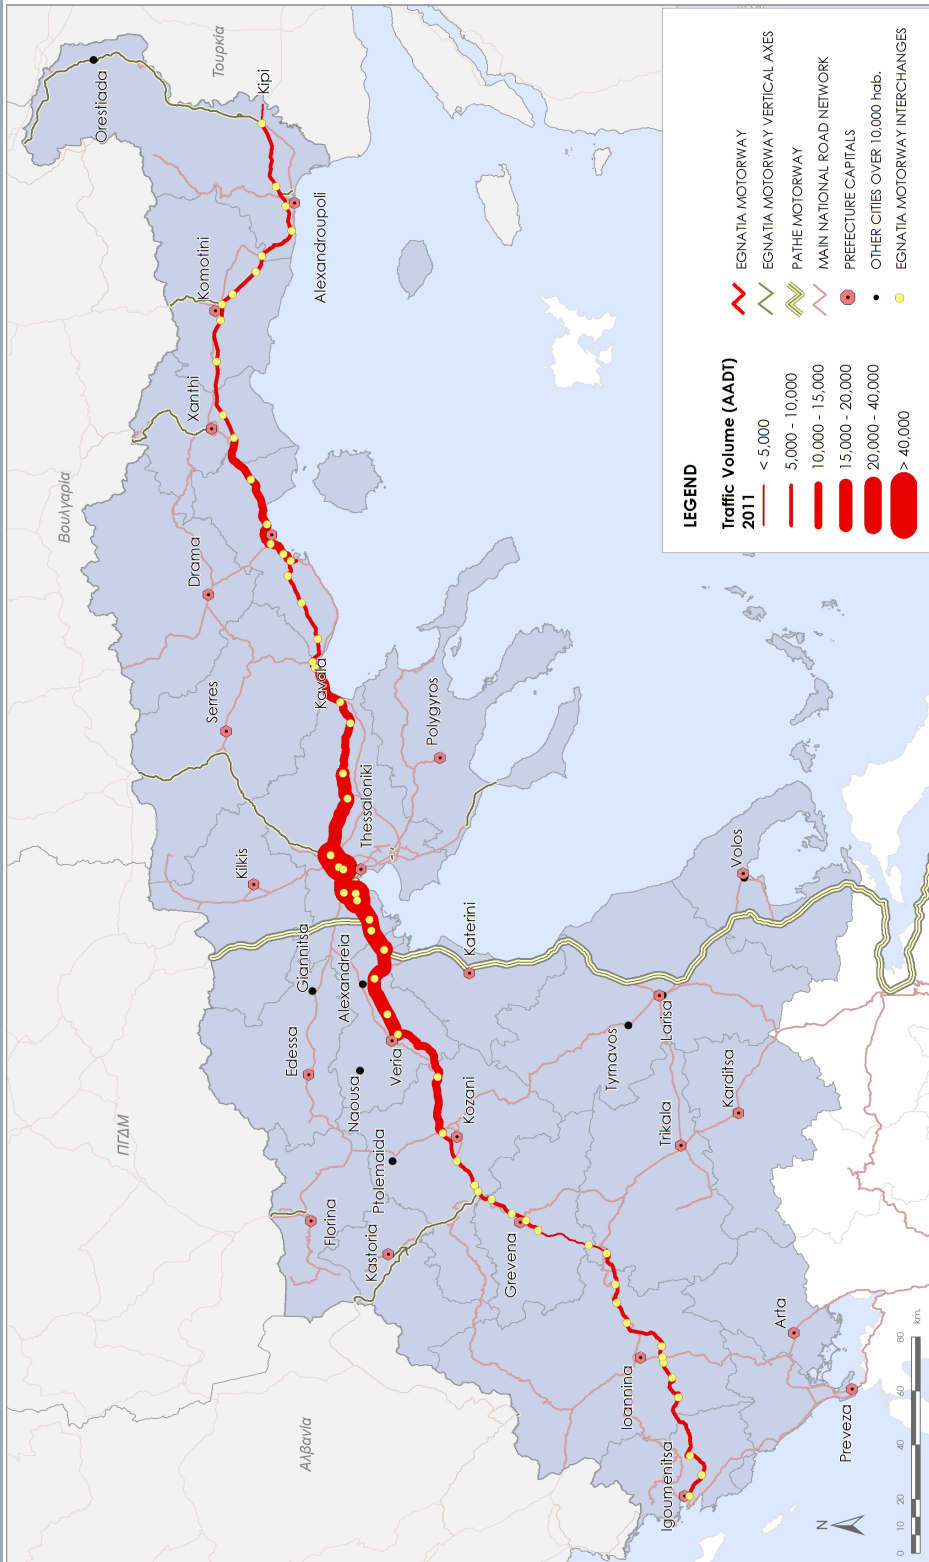 Βουλγαρία
Τουρκία
ΠΓΔΜ
Αλβανία
Orestiada
Kipi
Alexandroupoli
Komotini
Xanthi
Drama
Kavala
Serres
Polygyros
Thessaloniki
Kilkis
Giannitsa
Alexandreia
Edessa
Naousa
Veria
Katerini
Kozani
Ptolemaida
Florina
Kastoria
Grevena
Volos
Larisa
Tyrnavos
Trikala
Karditsa
Ioannina
Igoumenitsa
Arta
Preveza
LEGEND
Traffic Volume (AADT)
2011
< 5,000
5,000 - 10,000
10,000 - 15,000
15,000 - 20,000
20,000 - 40,000
> 40,000
EGNATIA MOTORWAY
EGNATIA MOTORWAY VERTICAL AXES
PATHE MOTORWAY
MAIN NATIONAL ROAD NETWORK
PREFECTURE CAPITALS
OTHER CITIES OVER 10,000 hab.
EGNATIA MOTORWAY INTERCHANGES
N
0 20 40 60 80
km.